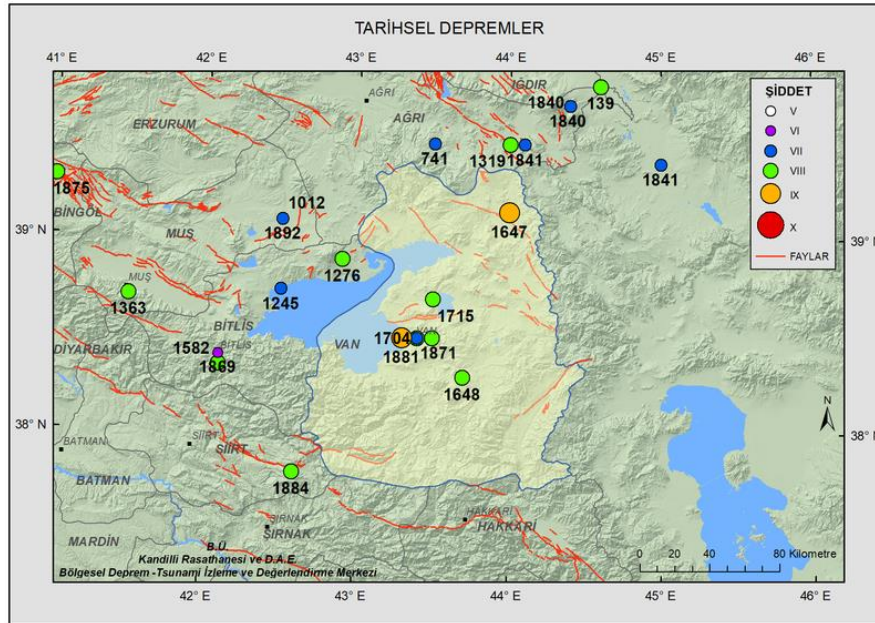 TARİHSEL DEPREMLER
41° E
42° E
43° E
44° E
45° E
46° E
ŞİDDET
V
VI
VII
VIII
IX
X
FAYLAR
IĞDIR
139
1840
1840
AĞRI
AĞRI
ERZURUM
741
1319
1841
1841
1875
BİNGÖL
1012
1892
39° N
39° N
MUŞ
1647
1276
MUŞ
1363
1245
1715
BİTLİS
DİYARBAKIR
1582
BİTLİS
1869
VAN
1704
VAN
1881
1871
1648
38° N
38° N
N
BATMAN
SİİRT
SİİRT
BATMAN
1884
HAKKARİ
HAKKARİ
ŞIRNAK
ŞIRNAK
MARDİN
B.Ü.
Kandilli Rasathanesi ve D.A.E.
Bölgesel Deprem -Tsunami İzleme ve Değerlendirme Merkezi
0 20 40 80 Kilometre
42° E
43° E
44° E
45° E
46° E